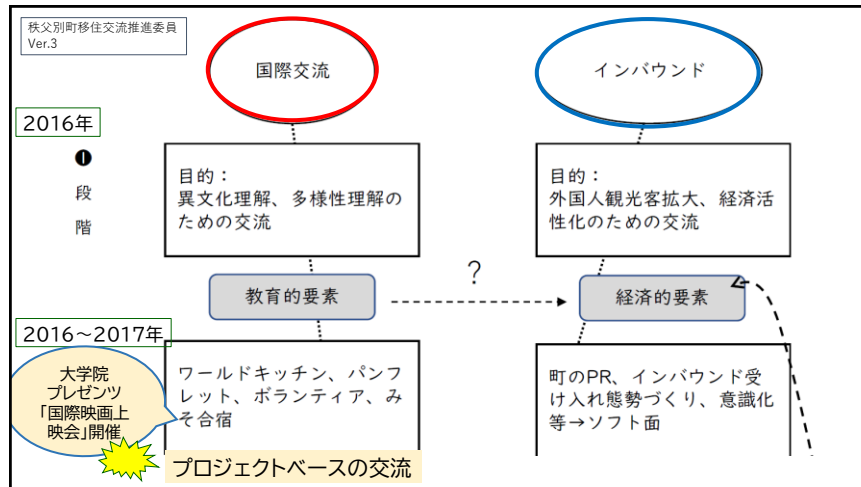 秩父別町移住交流推進委員
Ver.3
国際交流
インバウンド
2016年
❶
段
階
目的：
異文化理解、多様性理解の
ための交流
目的：
外国人観光客拡大、経済活
性化のための交流
教育的要素
?
経済的要素
2016～2017年
大学院
プレゼンツ
「国際映画上
映会」開催
ワールドキッチン、パンフ
レット、ボランティア、み
そ合宿
町のPR、インバウンド受
け入れ態勢づくり、意識化
等→ソフト面
プロジェクトベースの交流